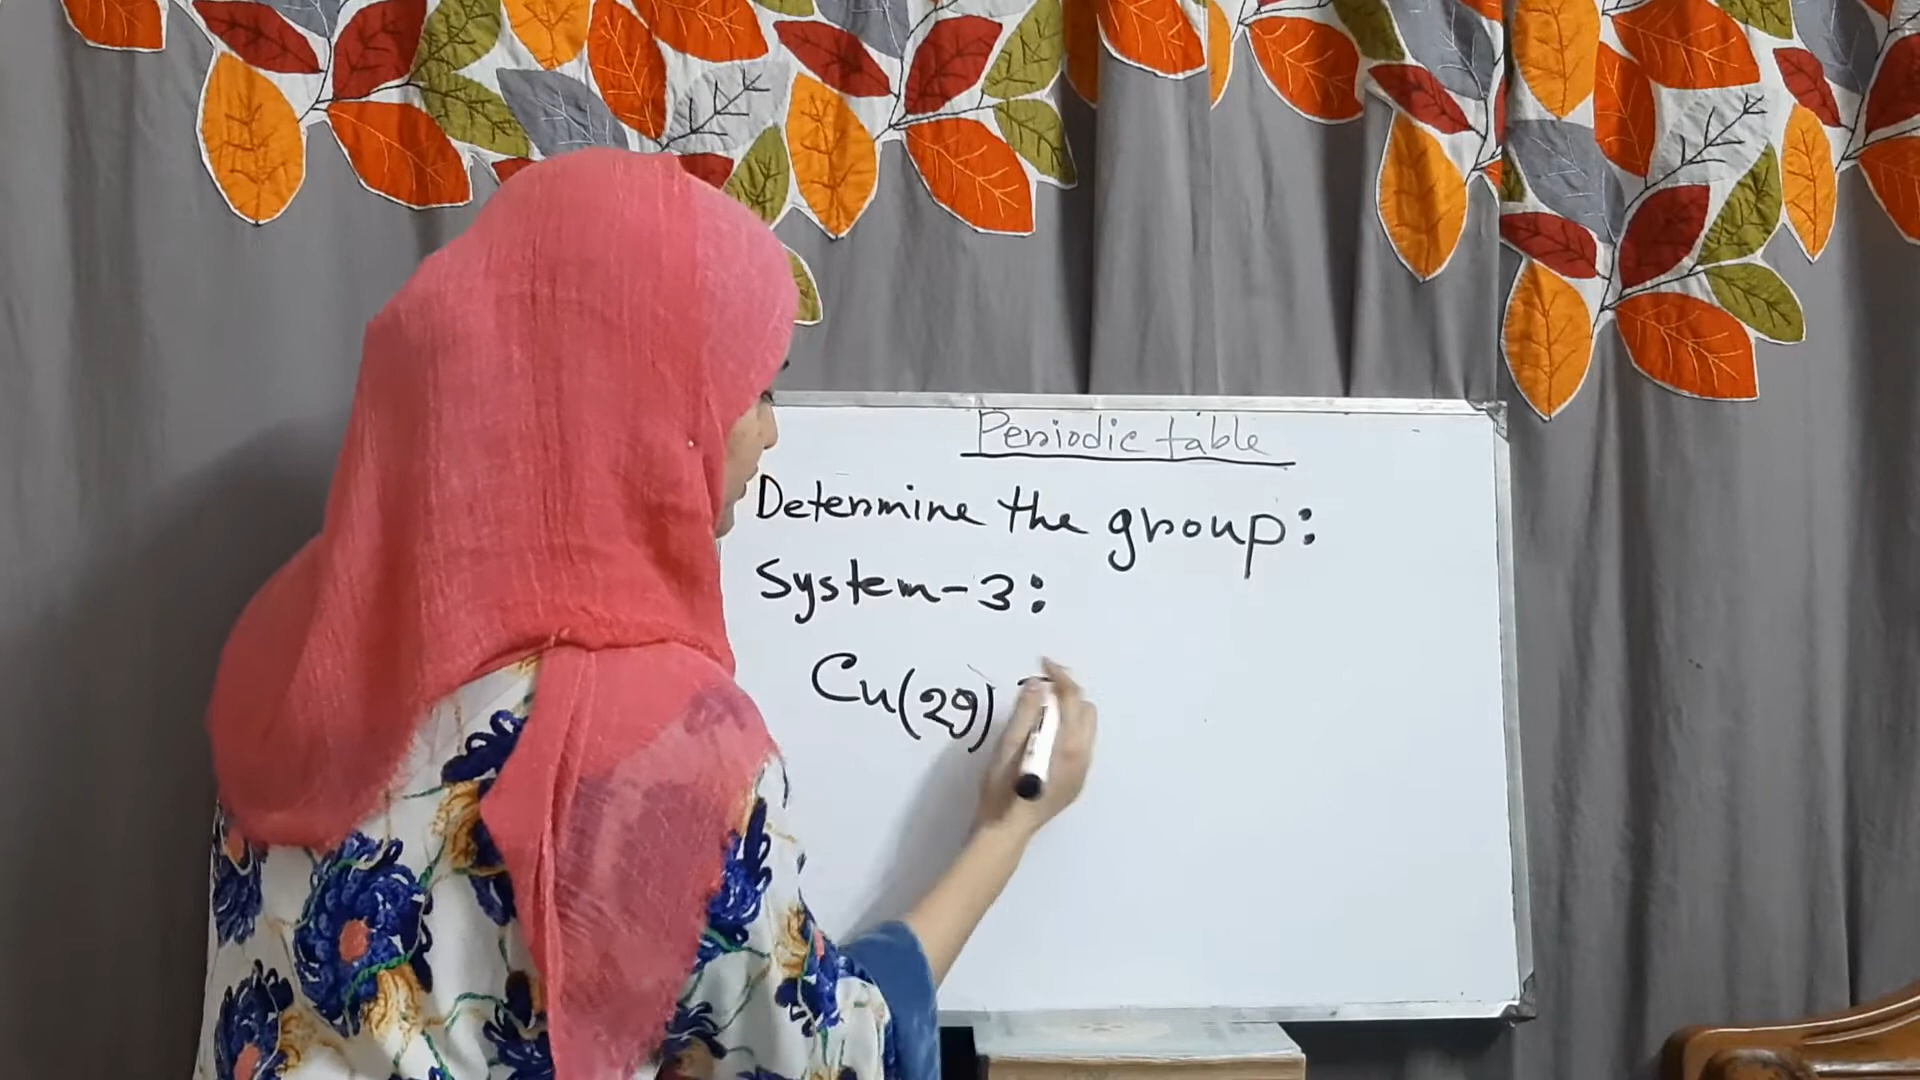 Periodic table
Determine the group:
System-3:
Cu(29)